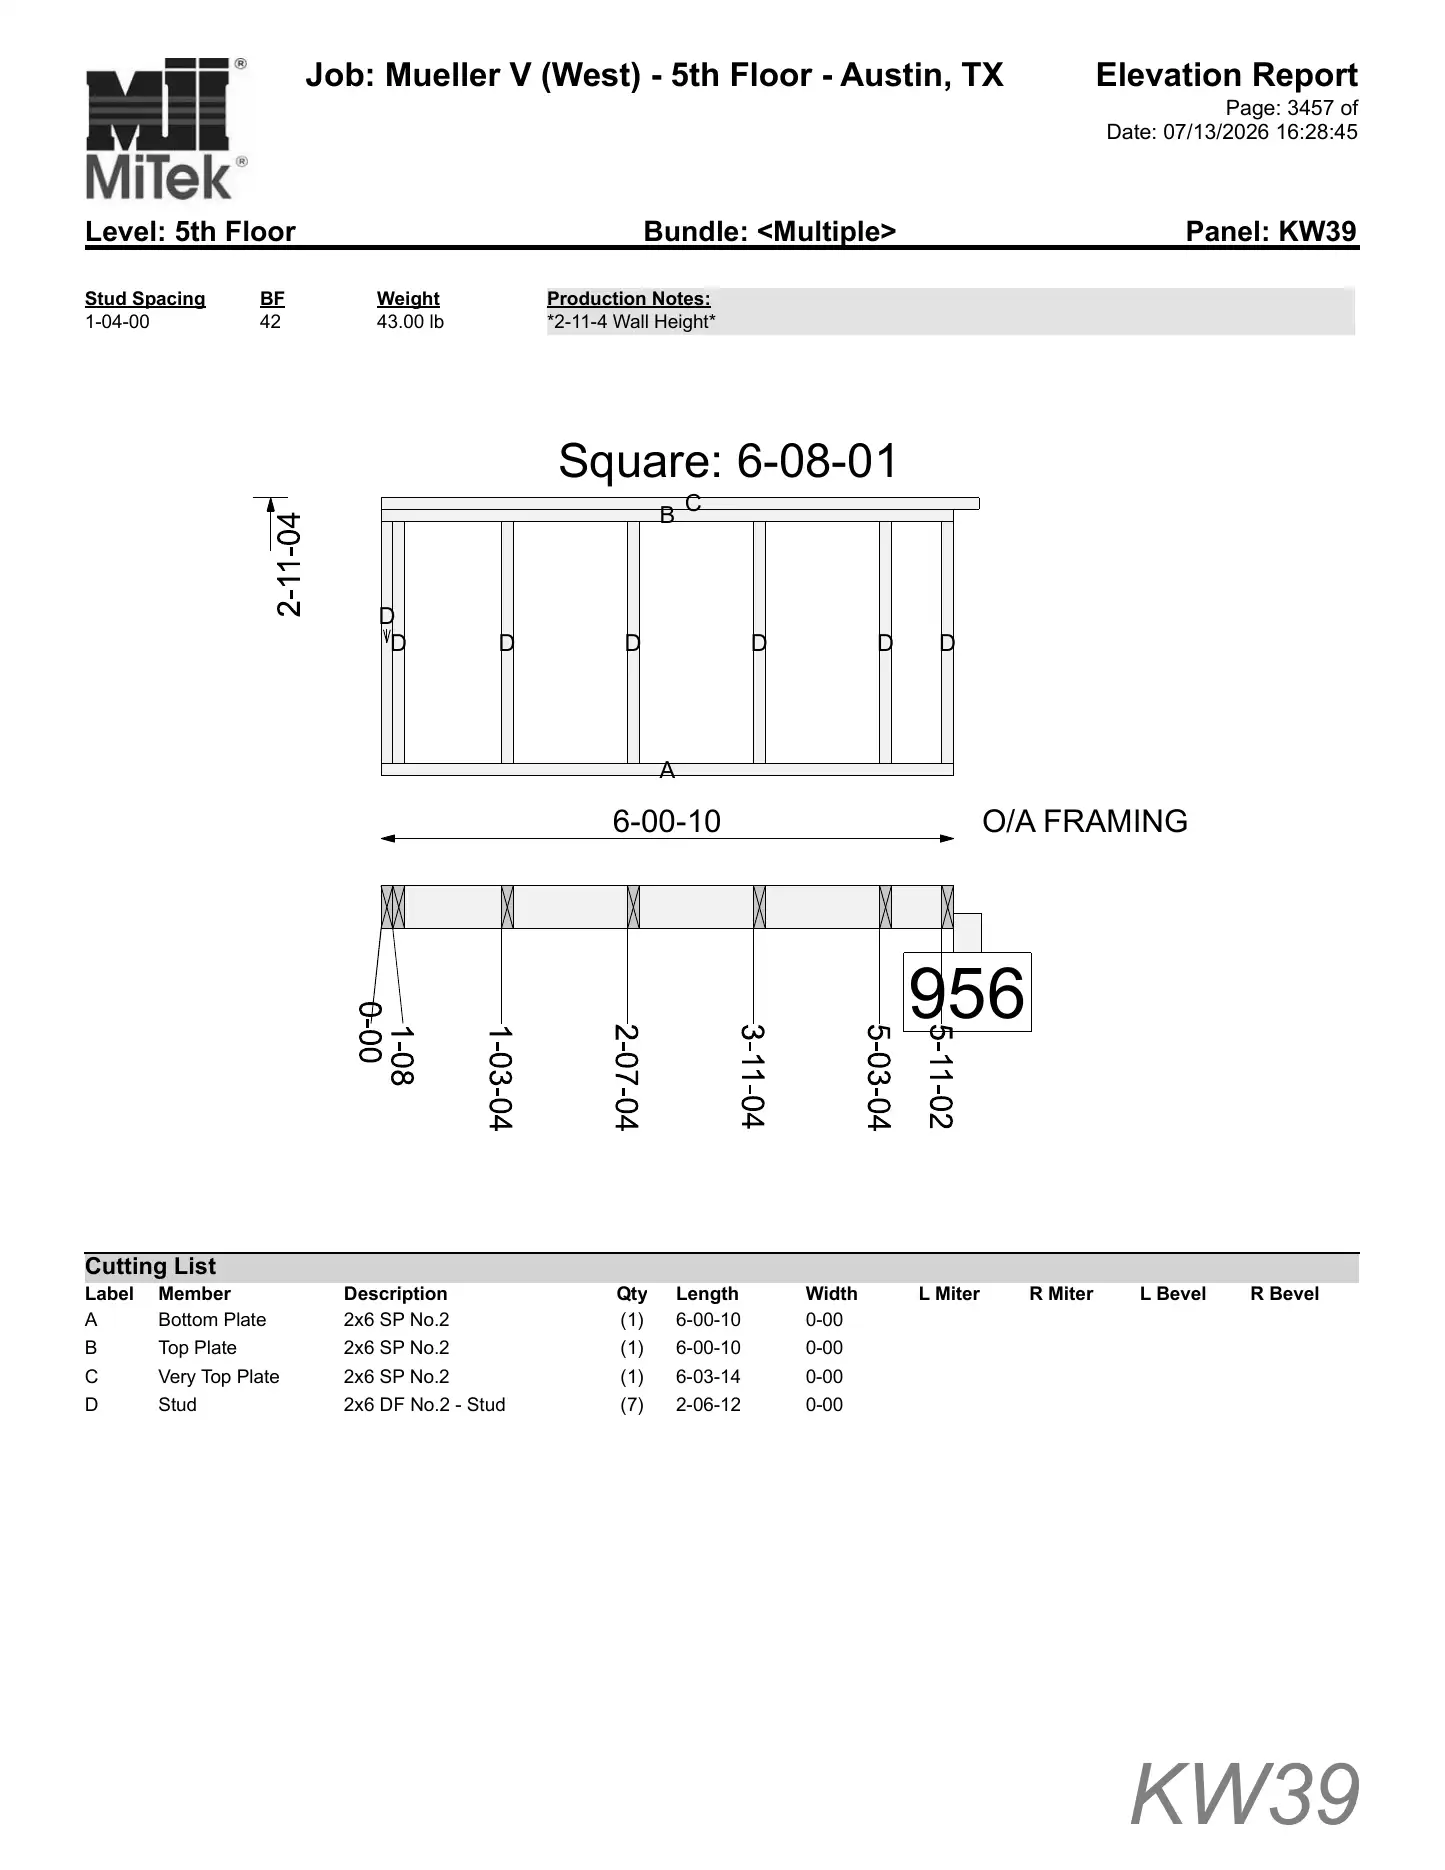 Job: Mueller V (West) - 5th Floor - Austin, TX
Elevation Report
Page: 3457 of
Date: 07/13/2026 16:28:45
MiTek®
Level: 5th Floor Bundle: <Multiple> Panel: KW39
Stud Spacing BF Weight Production Notes:
1-04-00 42 43.00 lb *2-11-4 Wall Height*
Square: 6-08-01
C
B
2-11-04
D
D D D D D D
A
6-00-10 O/A FRAMING
956
0-00 1-08 1-03-04 2-07-04 3-11-04 5-03-04 5-11-02
Cutting List
Label Member Description Qty Length Width L Miter R Miter L Bevel R Bevel
A Bottom Plate 2x6 SP No.2 (1) 6-00-10 0-00
B Top Plate 2x6 SP No.2 (1) 6-00-10 0-00
C Very Top Plate 2x6 SP No.2 (1) 6-03-14 0-00
D Stud 2x6 DF No.2 - Stud (7) 2-06-12 0-00
KW39